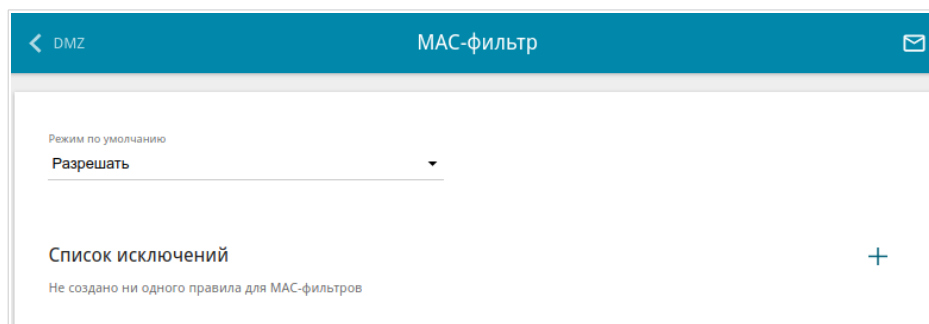 DMZ
MAC-фильтр
Режим по умолчанию
Разрешать
Список исключений
Не создано ни одного правила для MAC-фильтров